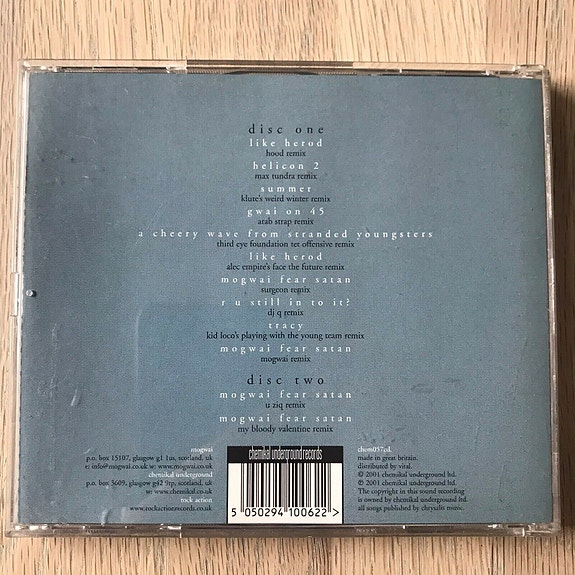 disc one
like herod
hood remix
helicon 2
max tundra remix
summer
klute's weird winter remix
gwai on 45
arab strap remix
a cheery wave from stranded youngsters
third eye foundation tet offensive remix
like herod
alec empire's face the future remix
mogwai fear satan
surgeon remix
r u still in to it?
dj q remix
tracy
kid loco's playing with the young team remix
mogwai fear satan
mogwai remix
disc two
mogwai fear satan
u ziq remix
mogwai fear satan
my bloody valentine remix
mogwai
p.o. box 15107, glasgow g1 1us, scotland, uk
e: info@mogwai.co.uk w: www.mogwai.co.uk
chemikal underground
p.o. box 3609, glasgow g42 9tp, scotland, uk
w: www.chemikal.co.uk
rock action
www.rockactionrecords.co.uk
chemikal underground records
5 050294 100622 >
chem057cd
made in great britain.
distributed by vital.
℗ 2001 chemikal underground ltd.
© 2001 chemikal underground ltd.
The copyright in this sound recording
is owned by chemikal underground ltd
all songs published by chrysalis music